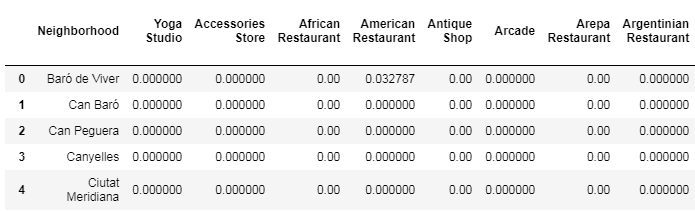 Neighborhood Yoga Studio Accessories Store African Restaurant American Restaurant Antique Shop Arcade Arepa Restaurant Argentinian Restaurant
0 Baró de Viver 0.000000 0.000000 0.00 0.032787 0.00 0.000000 0.00 0.000000
1 Can Baró 0.000000 0.000000 0.00 0.000000 0.00 0.000000 0.00 0.000000
2 Can Peguera 0.000000 0.000000 0.00 0.000000 0.00 0.000000 0.00 0.000000
3 Canyelles 0.000000 0.000000 0.00 0.000000 0.00 0.000000 0.00 0.000000
4 Ciutat Meridiana 0.000000 0.000000 0.00 0.000000 0.00 0.000000 0.00 0.000000